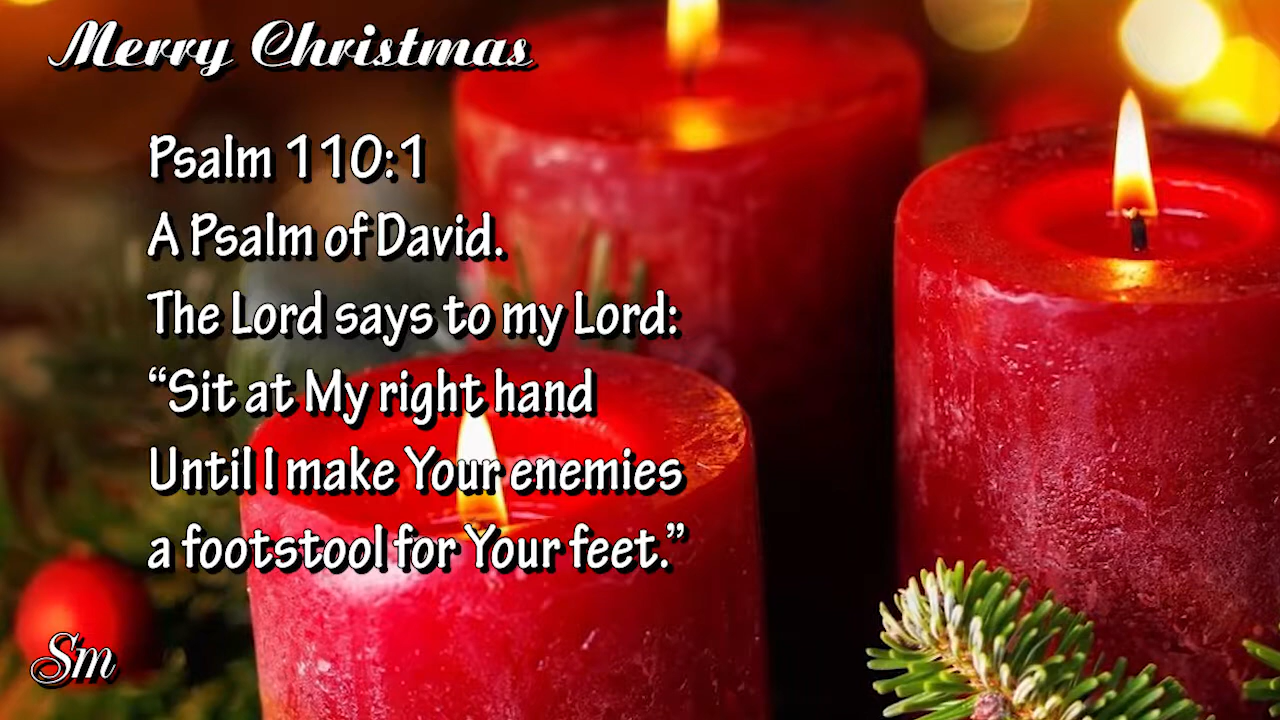 Merry Christmas
Psalm 110:1
A Psalm of David.
The Lord says to my Lord:
“Sit at My right hand
Until I make Your enemies
a footstool for Your feet.”
Sm